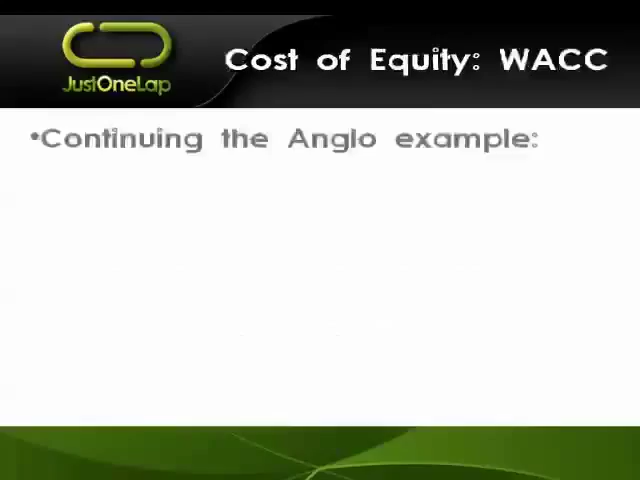 JustOneLap
Cost of Equity: WACC
•Continuing the Anglo example: